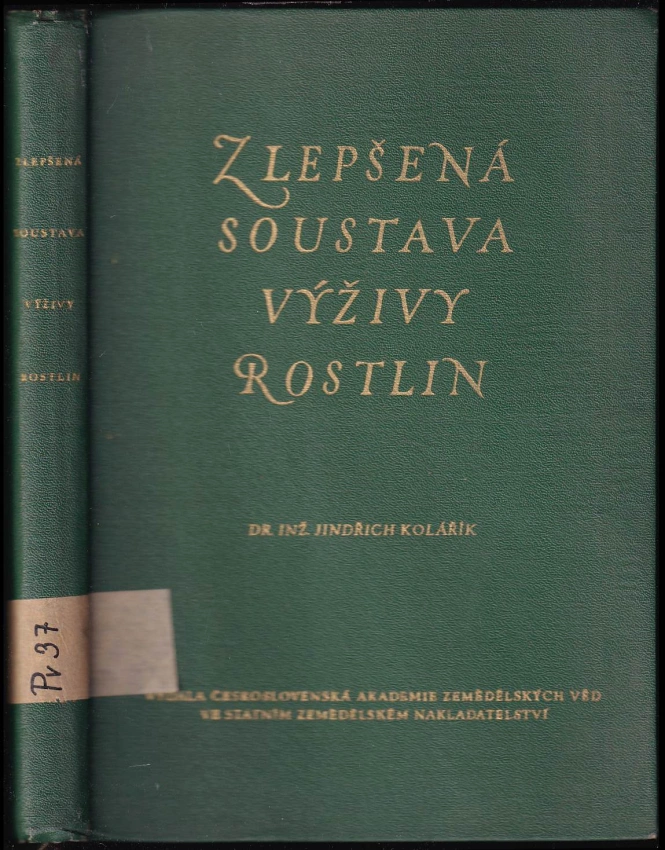 ZLEPŠENÁ
SOUSTAVA
VÝŽIVY
ROSTLIN
ZLEPŠENÁ
SOUSTAVA
VÝŽIVY
ROSTLIN
DR. INŽ. JINDŘICH KOLÁŘÍK
Pv 37
ČESKOSLOVENSKÁ AKADEMIE ZEMĚDĚLSKÝCH VĚD
VE STÁTNÍM ZEMĚDĚLSKÉM NAKLADATELSTVÍ